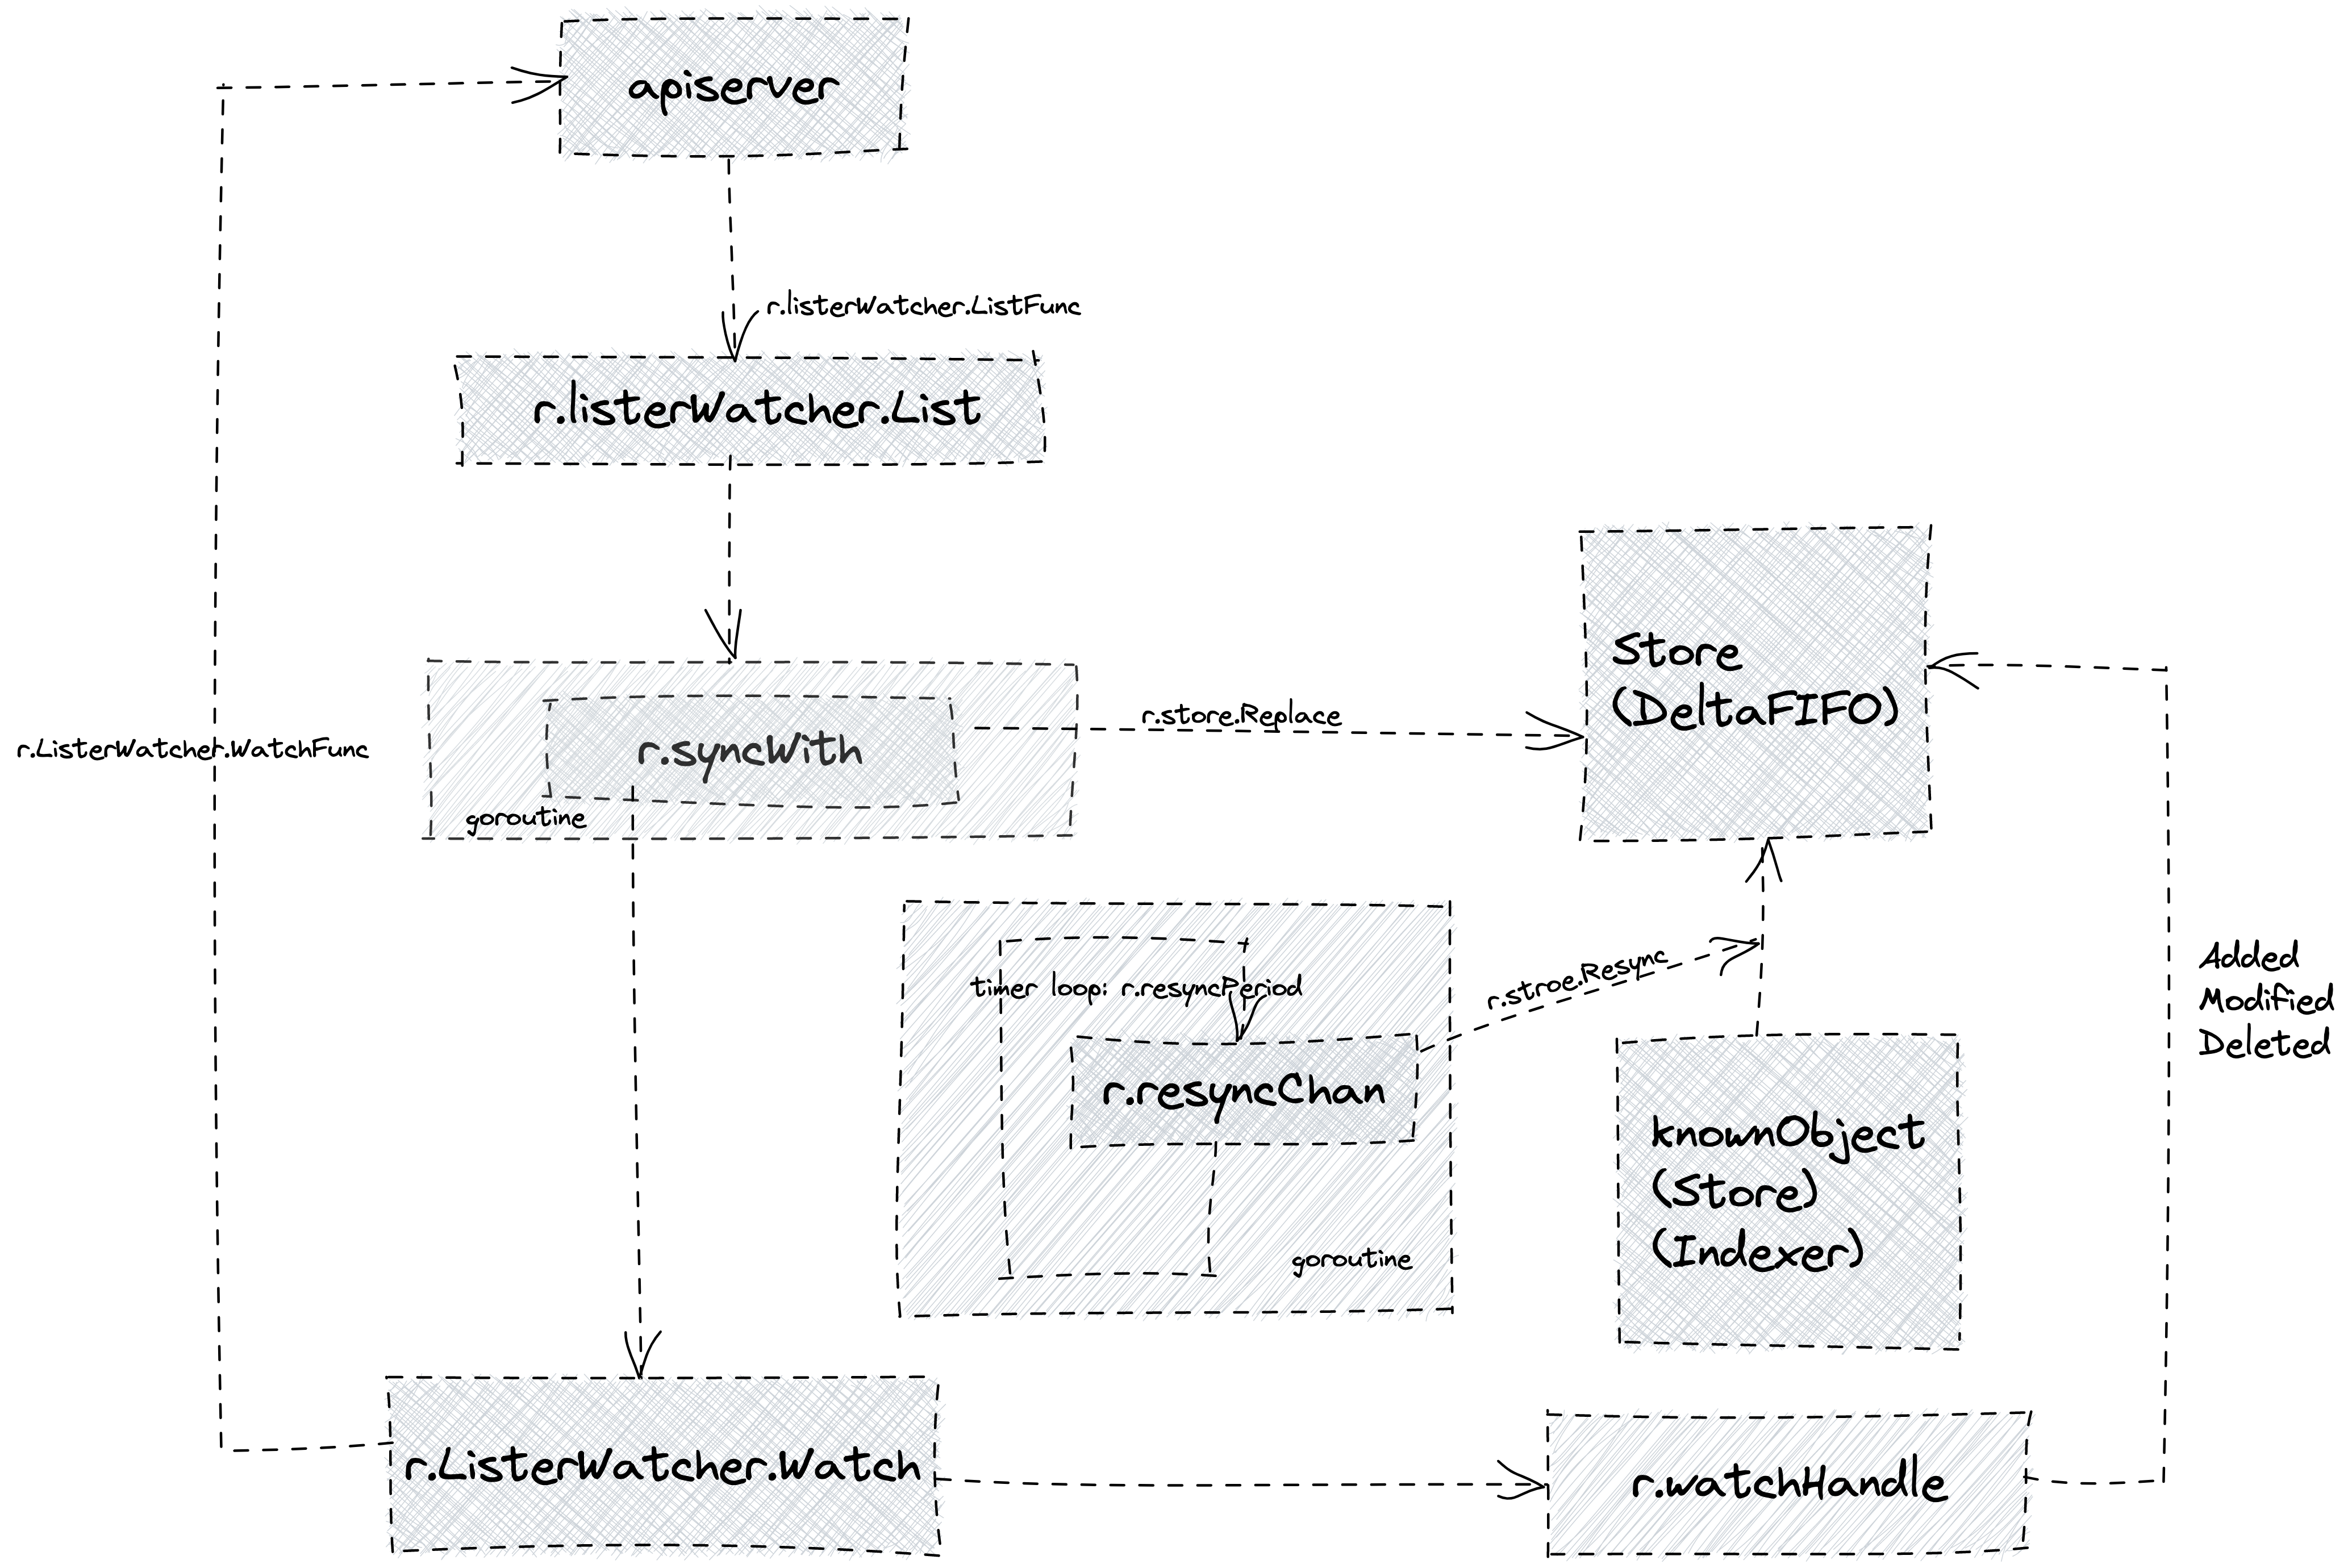 apiserver
r.listerWatcher.ListFunc
r.listerWatcher.List
r.ListerWatcher.WatchFunc
r.syncWith
goroutine
r.store.Replace
Store
(DeltaFIFO)
timer loop: r.resyncPeriod
r.resyncChan
goroutine
r.stroe.Resync
knownObject
(Store)
(Indexer)
Added
Modified
Deleted
r.ListerWatcher.Watch
r.watchHandle